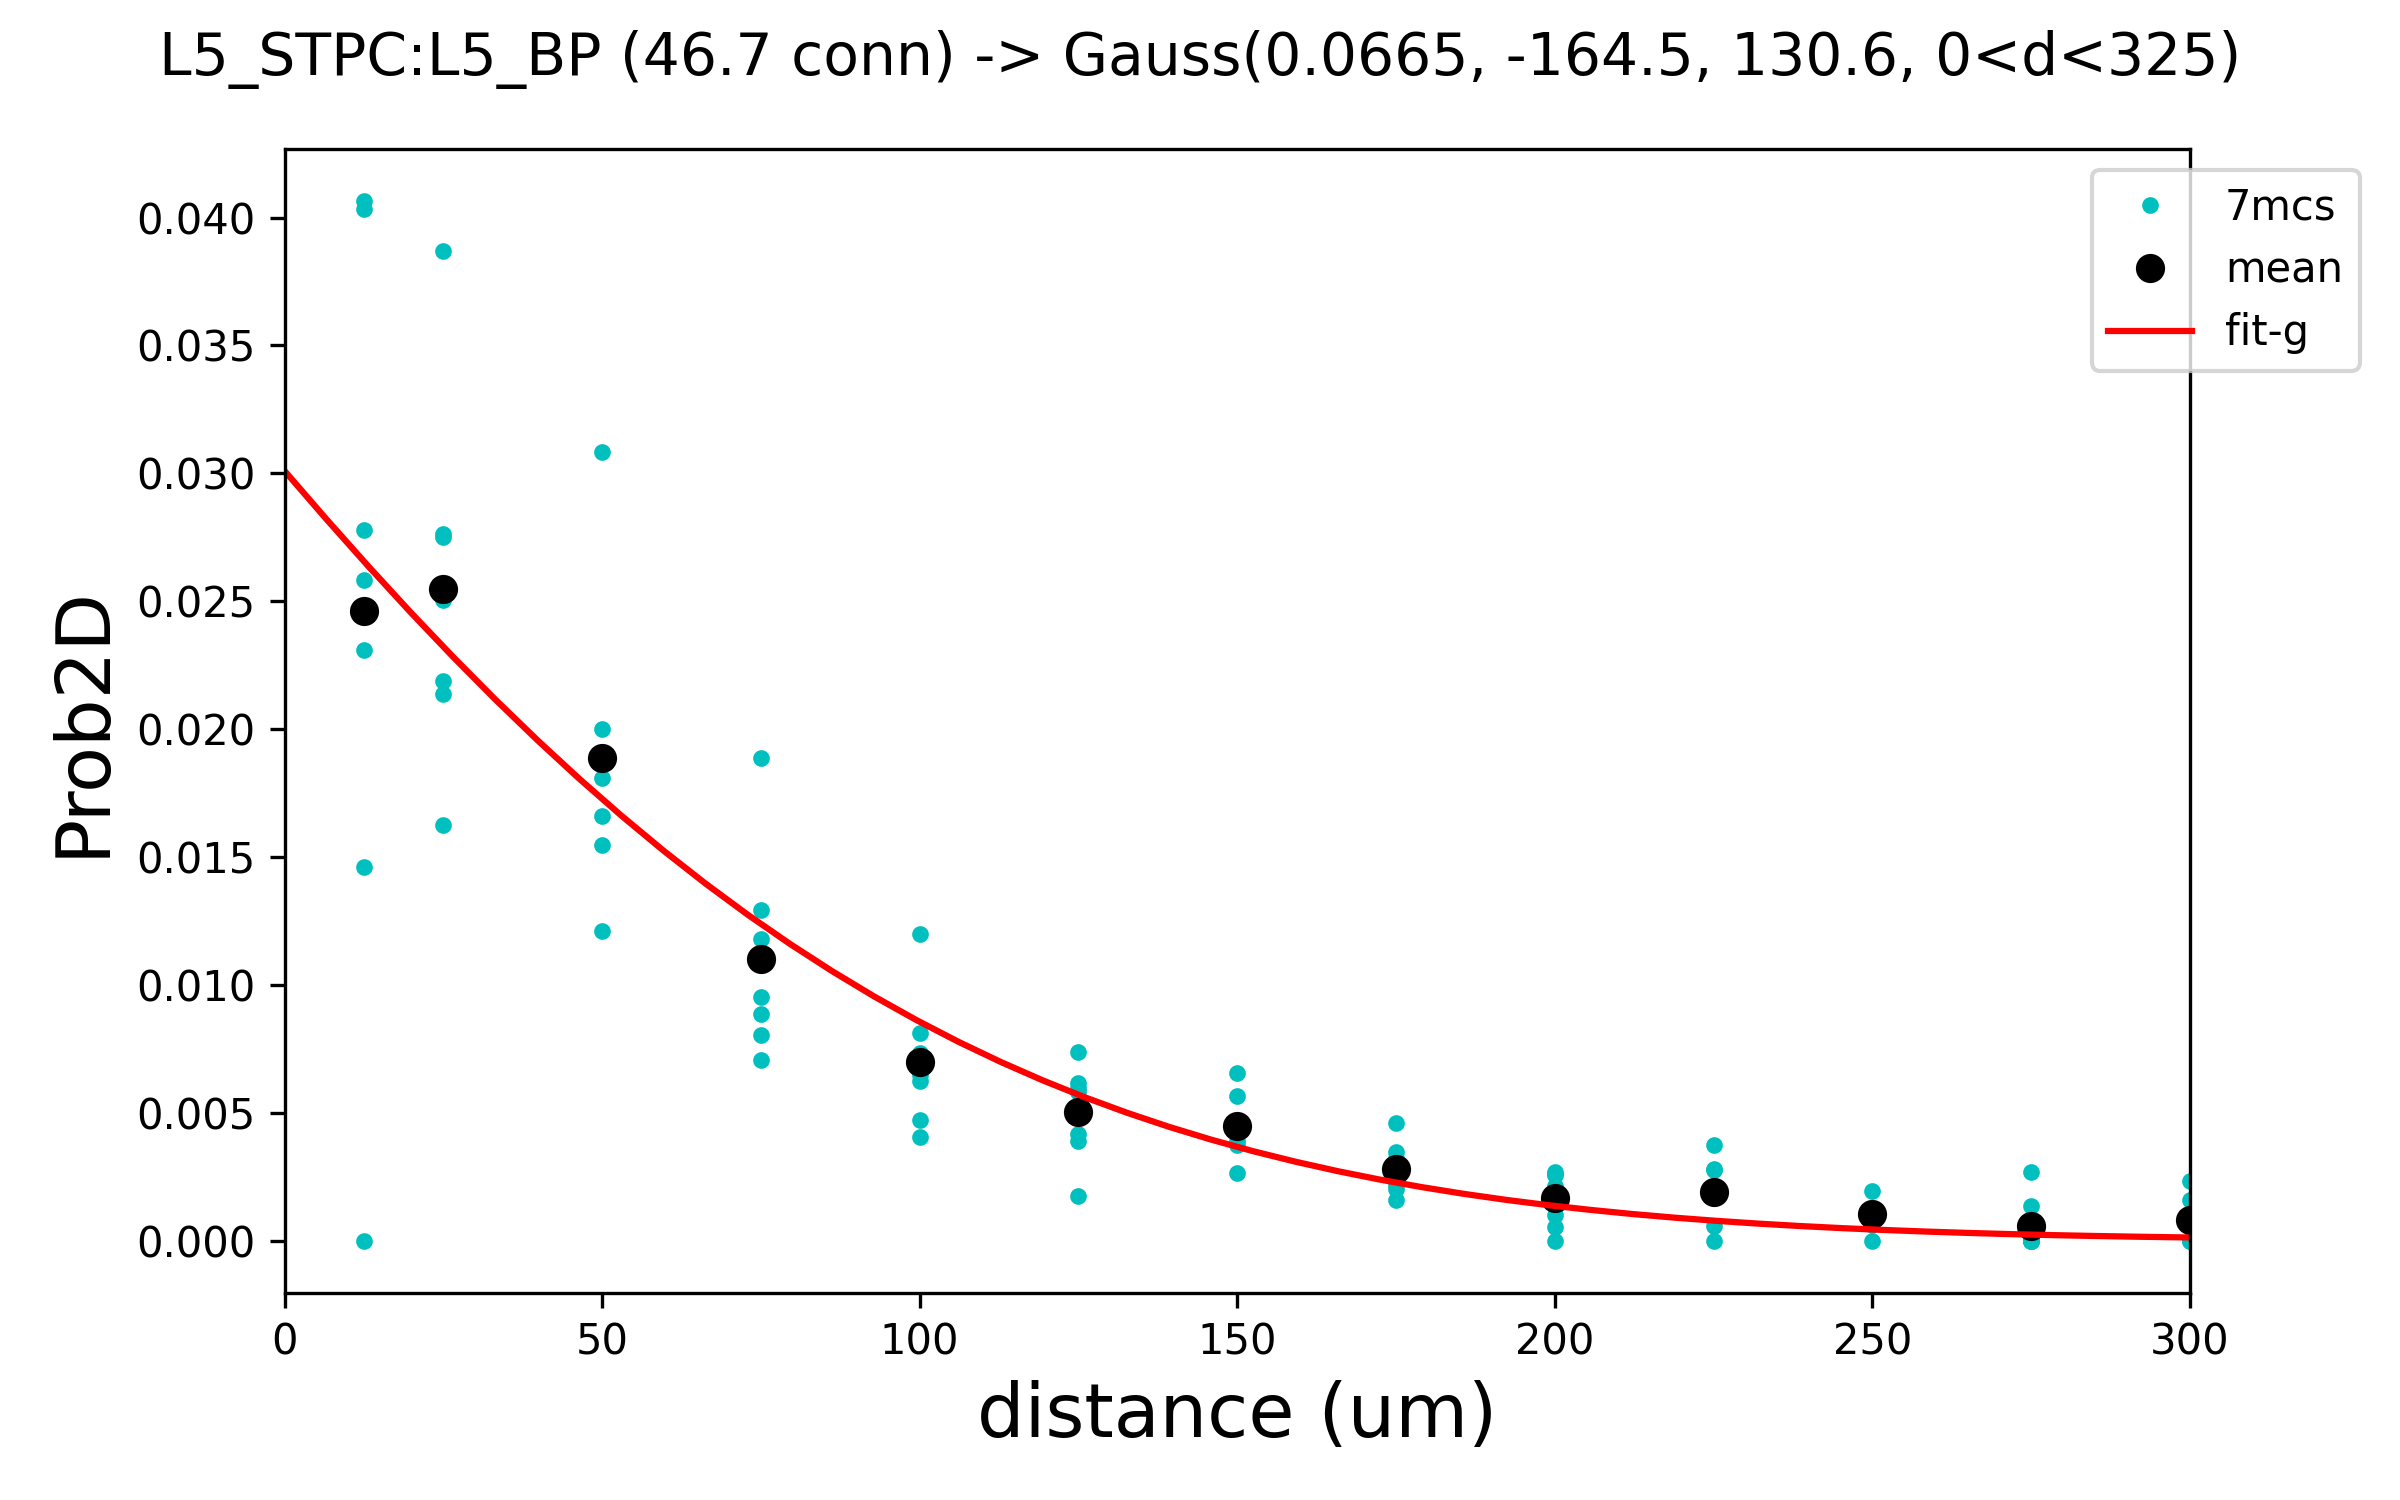 L5_STPC:L5_BP (46.7 conn) -> Gauss(0.0665, -164.5, 130.6, 0<d<325)
7mcs
mean
fit-g
Prob2D
0.040
0.035
0.030
0.025
0.020
0.015
0.010
0.005
0.000
0 50 100 150 200 250 300
distance (um)